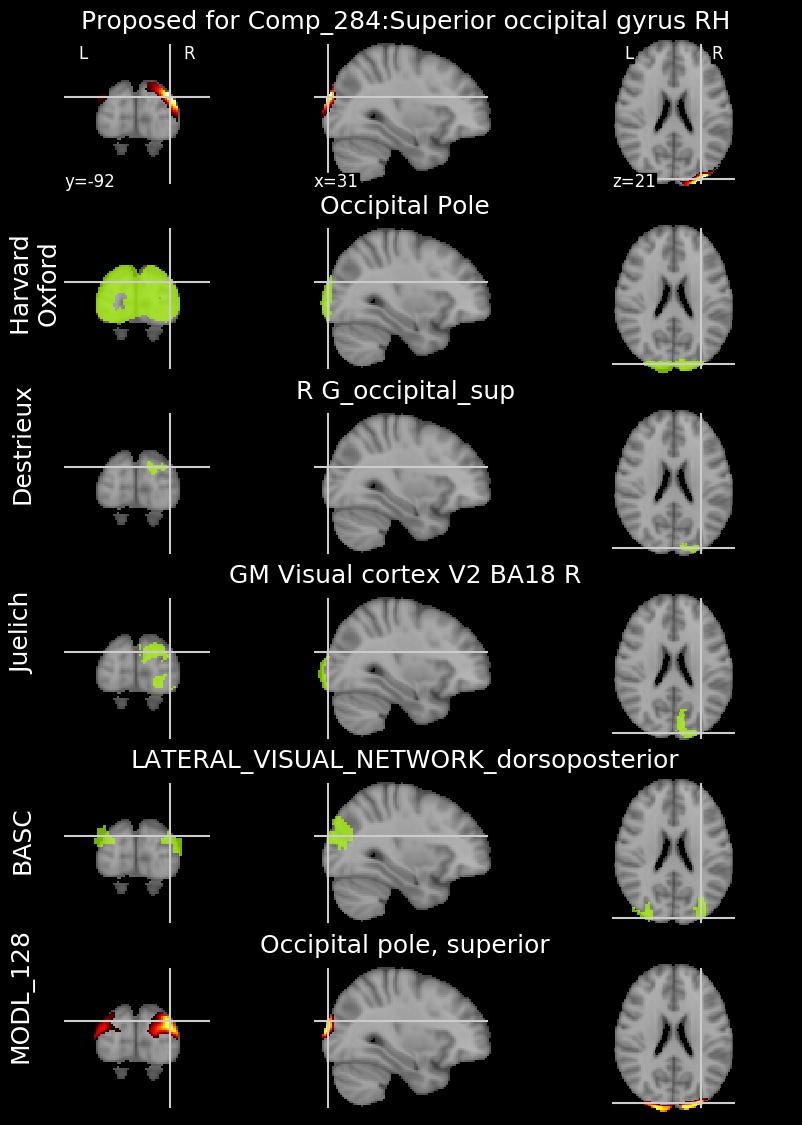 Proposed for Comp_284:Superior occipital gyrus RH
L R L R
y=-92 x=31 z=21
Occipital Pole
Harvard
Oxford
R G_occipital_sup
Destrieux
GM Visual cortex V2 BA18 R
Juelich
LATERAL_VISUAL_NETWORK_dorsoposterior
BASC
Occipital pole, superior
MODL_128